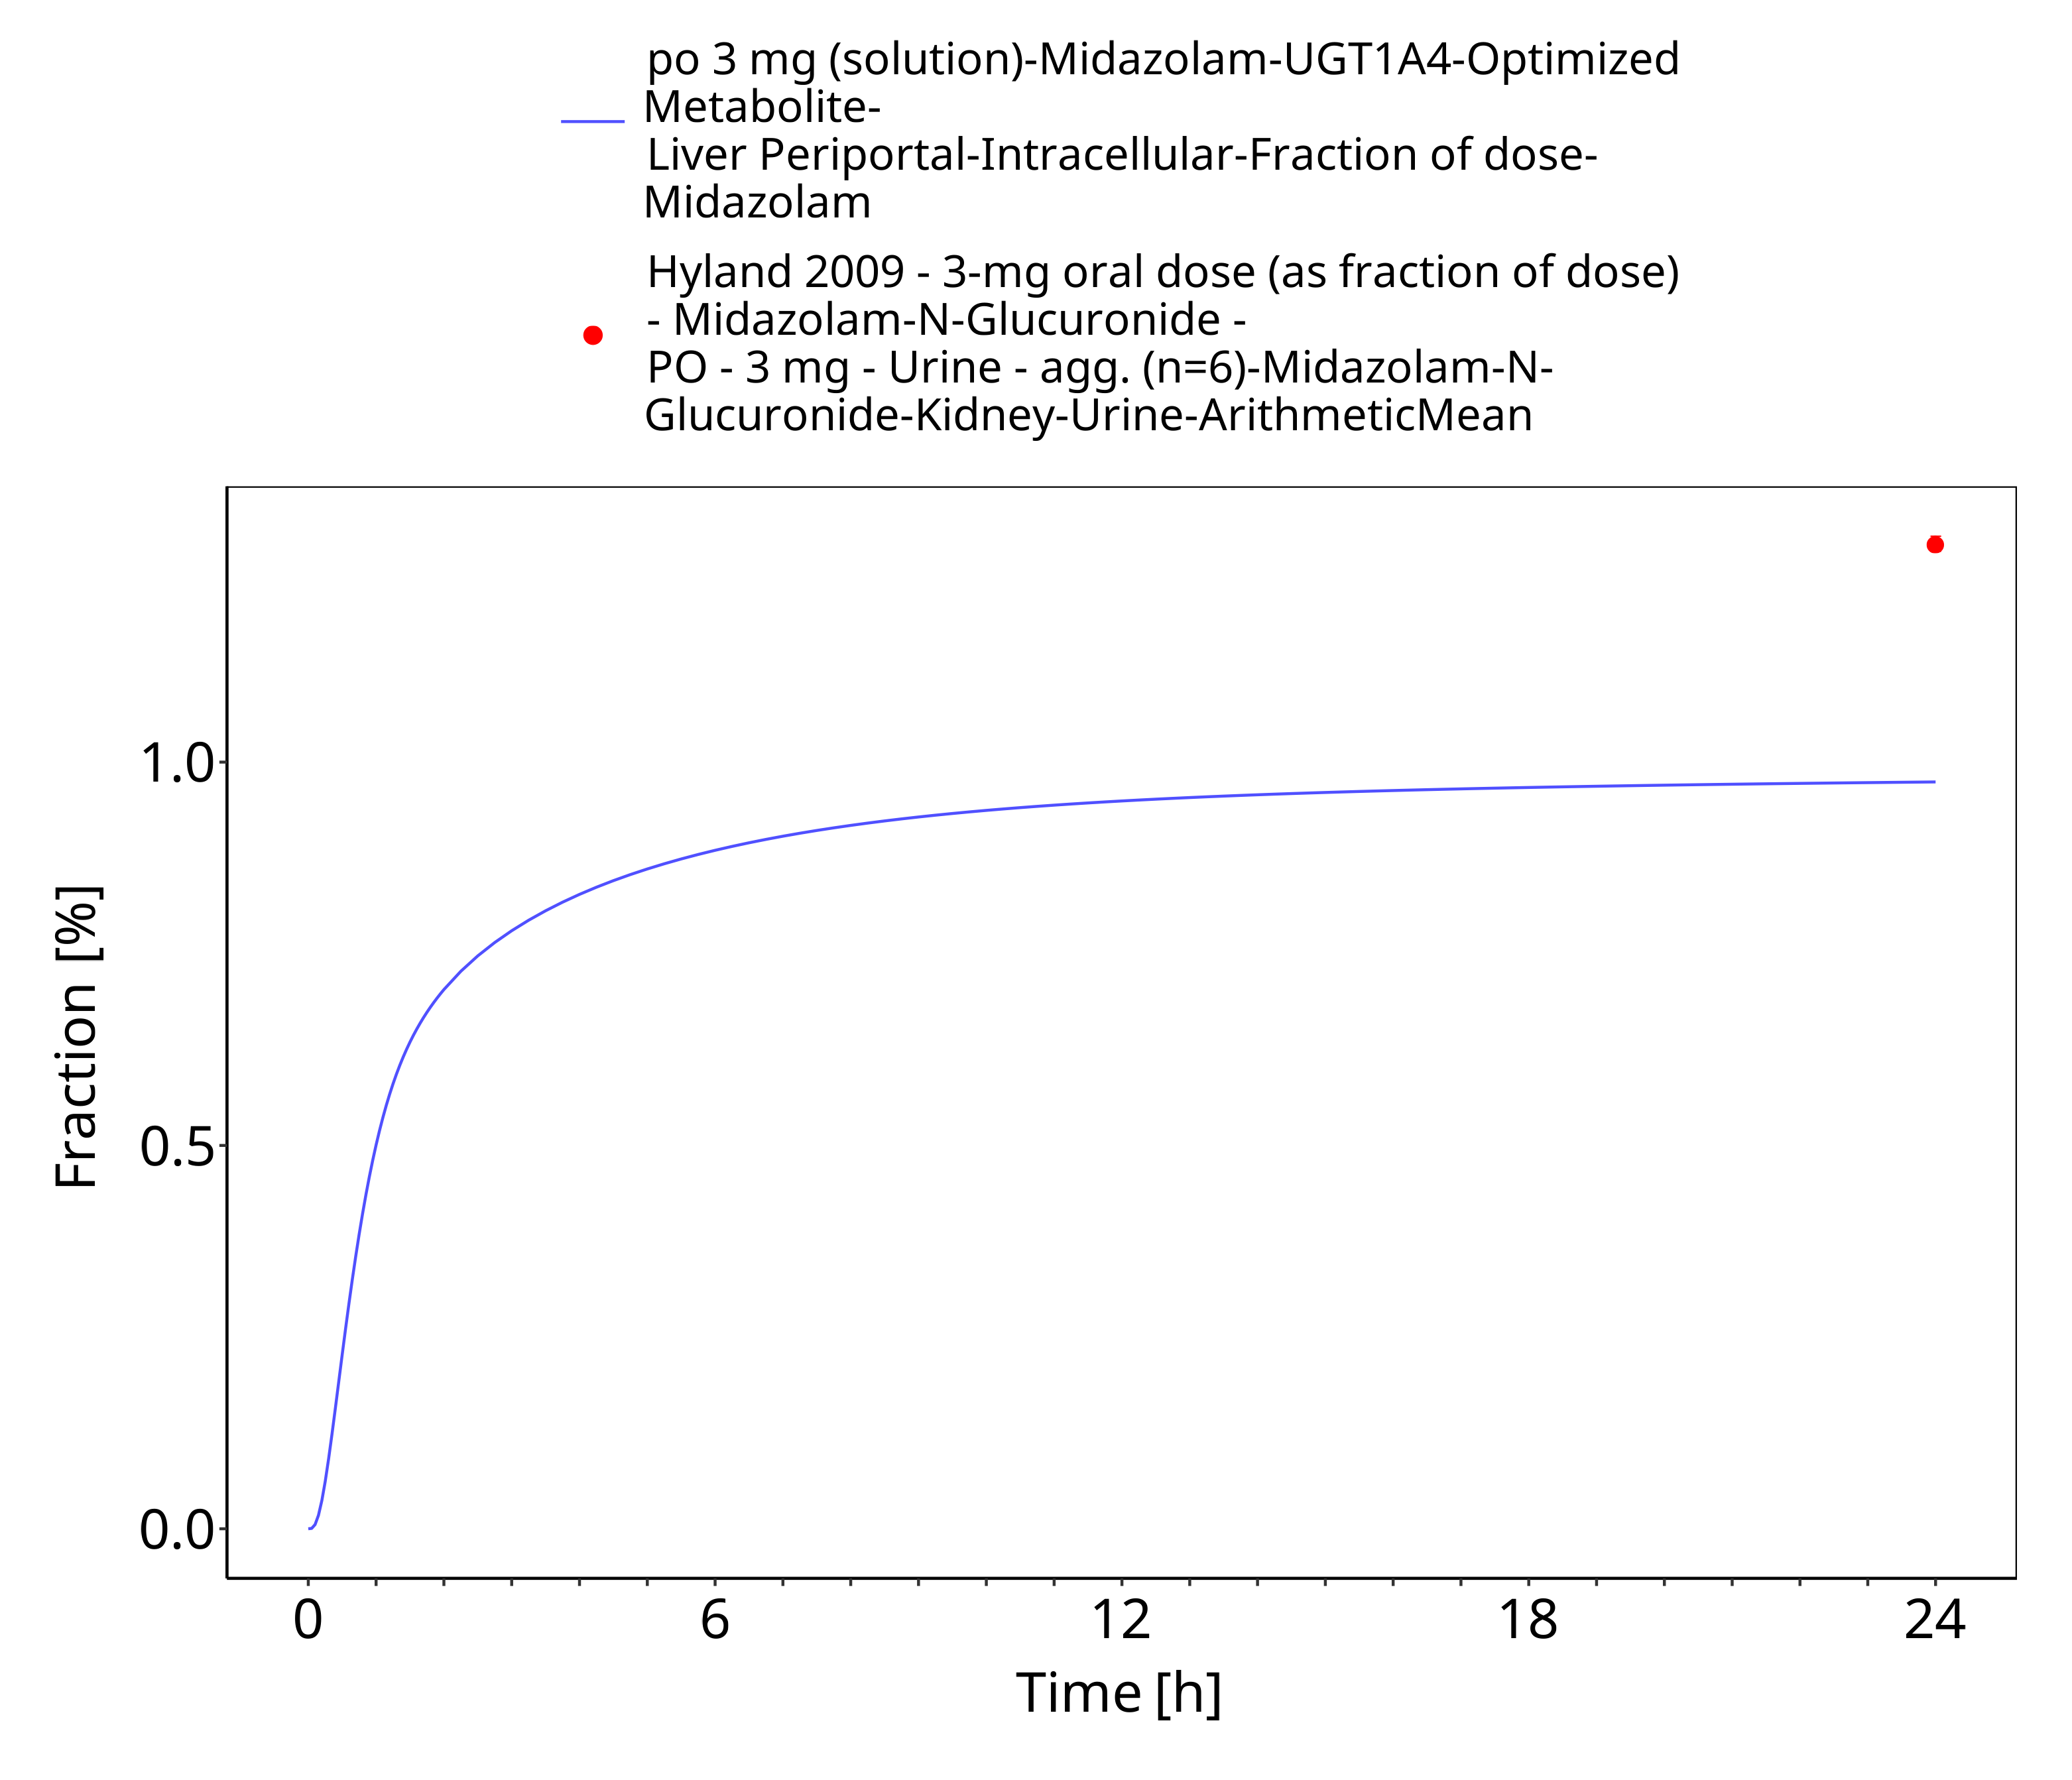 po 3 mg (solution)-Midazolam-UGT1A4-Optimized
Metabolite-
Liver Periportal-Intracellular-Fraction of dose-
Midazolam
Hyland 2009 - 3-mg oral dose (as fraction of dose)
- Midazolam-N-Glucuronide -
PO - 3 mg - Urine - agg. (n=6)-Midazolam-N-
Glucuronide-Kidney-Urine-ArithmeticMean
Fraction [%]
1.0
0.5
0.0
0 6 12 18 24
Time [h]